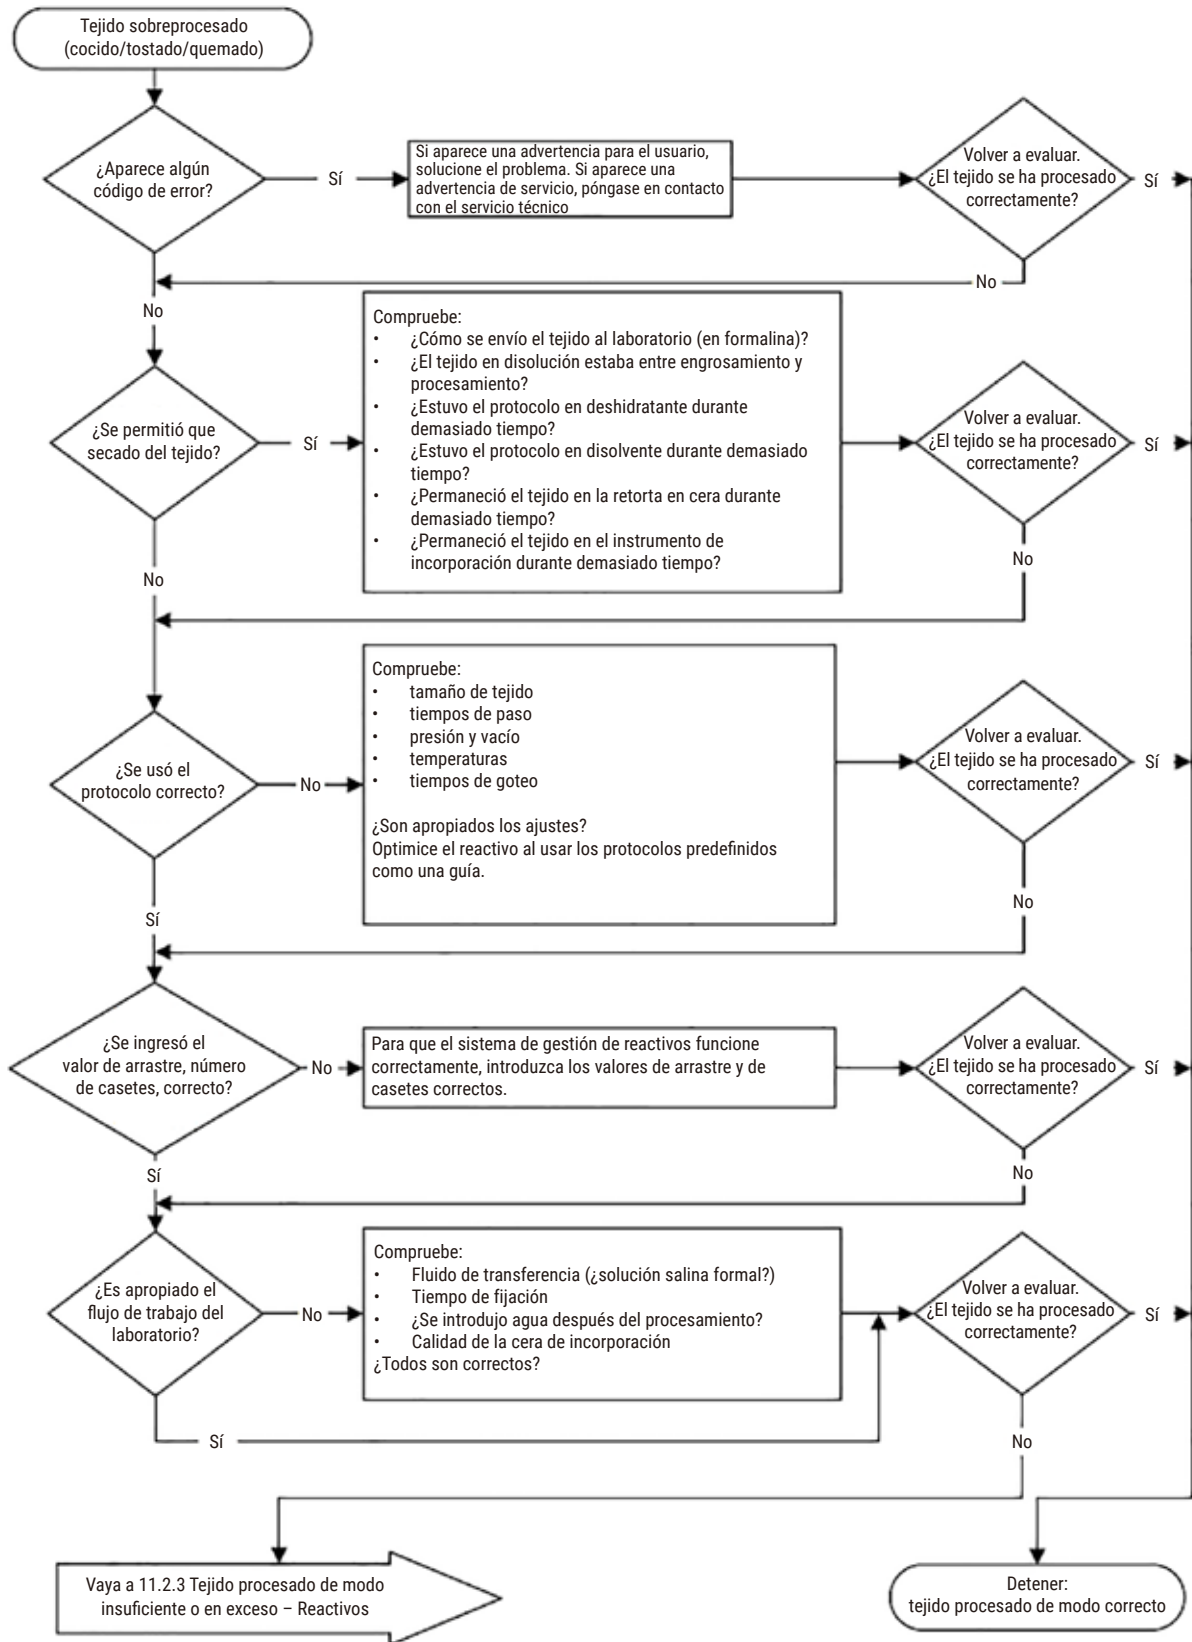 Tejido sobreprocesado
(cocido/tostado/quemado)
¿Aparece algún
código de error?
Sí
Si aparece una advertencia para el usuario,
solucione el problema. Si aparece una
advertencia de servicio, póngase en contacto
con el servicio técnico
Volver a evaluar.
¿El tejido se ha procesado
correctamente?
Sí
No
No
¿Se permitió que
secado del tejido?
Sí
Compruebe:
• ¿Cómo se envío el tejido al laboratorio (en formalina)?
• ¿El tejido en disolución estaba entre engrosamiento y
procesamiento?
• ¿Estuvo el protocolo en deshidratante durante
demasiado tiempo?
• ¿Estuvo el protocolo en disolvente durante demasiado
tiempo?
• ¿Permaneció el tejido en la retorta en cera durante
demasiado tiempo?
• ¿Permaneció el tejido en el instrumento de
incorporación durante demasiado tiempo?
Volver a evaluar.
¿El tejido se ha procesado
correctamente?
Sí
No
No
¿Se usó el
protocolo correcto?
No
Compruebe:
• tamaño de tejido
• tiempos de paso
• presión y vacío
• temperaturas
• tiempos de goteo
¿Son apropiados los ajustes?
Optimice el reactivo al usar los protocolos predefinidos
como una guía.
Volver a evaluar.
¿El tejido se ha procesado
correctamente?
Sí
No
Sí
¿Se ingresó el
valor de arrastre, número
de casetes, correcto?
No
Para que el sistema de gestión de reactivos funcione
correctamente, introduzca los valores de arrastre y de
casetes correctos.
Volver a evaluar.
¿El tejido se ha procesado
correctamente?
Sí
No
Sí
¿Es apropiado el
flujo de trabajo del
laboratorio?
No
Compruebe:
• Fluido de transferencia (¿solución salina formal?)
• Tiempo de fijación
• ¿Se introdujo agua después del procesamiento?
• Calidad de la cera de incorporación
¿Todos son correctos?
Volver a evaluar.
¿El tejido se ha procesado
correctamente?
Sí
Sí
No
Vaya a 11.2.3 Tejido procesado de modo
insuficiente o en exceso – Reactivos
Detener:
tejido procesado de modo correcto